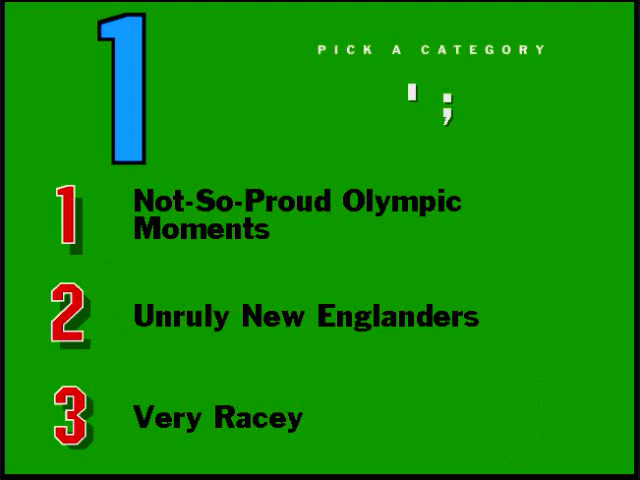 1
PICK A CATEGORY
' ;
1
Not-So-Proud Olympic
Moments
2
Unruly New Englanders
3
Very Racey